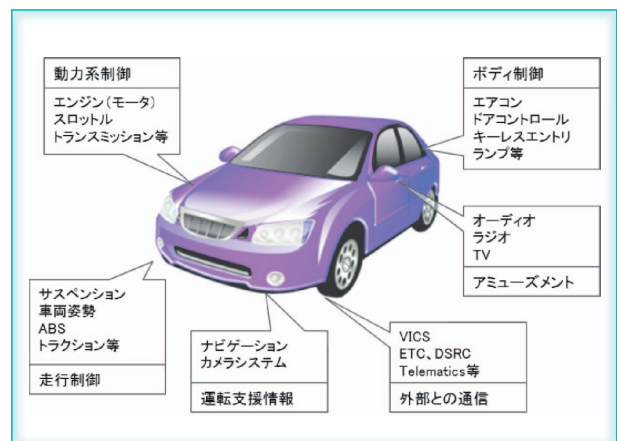 動力系制御
エンジン(モータ)
スロットル
トランスミッション等
ボディ制御
エアコン
ドアコントロール
キーレスエントリ
ランプ等
オーディオ
ラジオ
TV
アミューズメント
サスペンション
車両姿勢
ABS
トラクション等
走行制御
ナビゲーション
カメラシステム
運転支援情報
VICS
ETC、DSRC
Telematics等
外部との通信